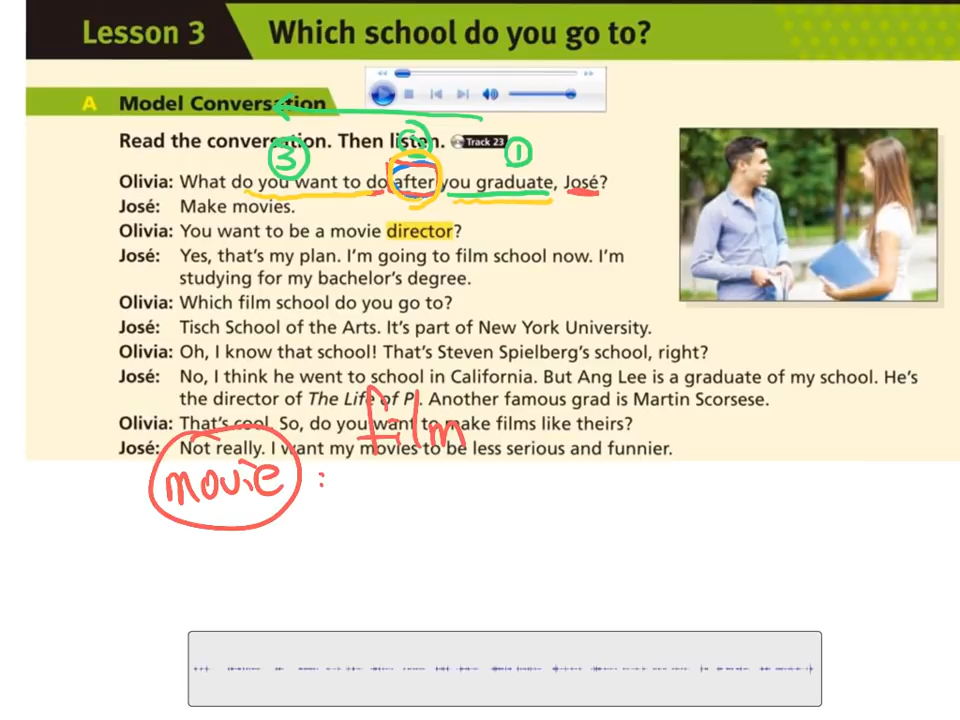 Lesson 3 Which school do you go to?
A Model Conversation
Read the conversation. Then listen. Track 23
③ ② ①
Olivia: What do you want to do after you graduate, José?
José: Make movies.
Olivia: You want to be a movie director?
José: Yes, that's my plan. I'm going to film school now. I'm
studying for my bachelor's degree.
Olivia: Which film school do you go to?
José: Tisch School of the Arts. It's part of New York University.
Olivia: Oh, I know that school! That's Steven Spielberg's school, right?
José: No, I think he went to school in California. But Ang Lee is a graduate of my school. He's
the director of The Life of Pi. Another famous grad is Martin Scorsese.
Olivia: That's cool. So, do you want to make films like theirs?
José: Not really. I want my movies to be less serious and funnier.
film
movie :